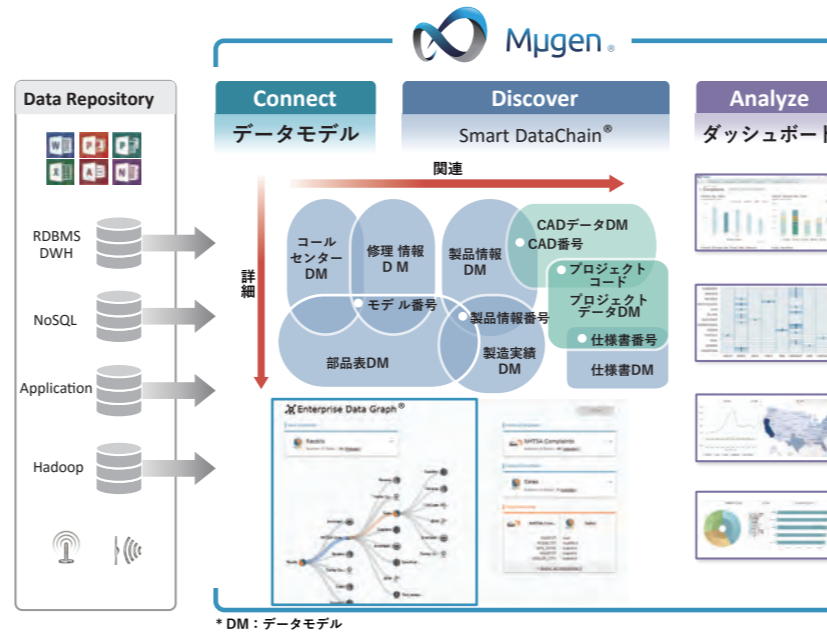 Mμgen®
Data Repository
Connect
Discover
Analyze
データモデル
Smart DataChain®
ダッシュボード
関連
詳細
RDBMS
DWH
NoSQL
Application
Hadoop
コール
センター
DM
修理 情報
D M
製品情報
DM
CADデータDM
CAD番号
プロジェクト
コード
プロジェクト
データDM
モデル番号
製品情報番号
仕様書番号
部品表DM
製造実績
DM
仕様書DM
Enterprise Data Graph®
Recalls
NHTSA Complaints
* DM：データモデル